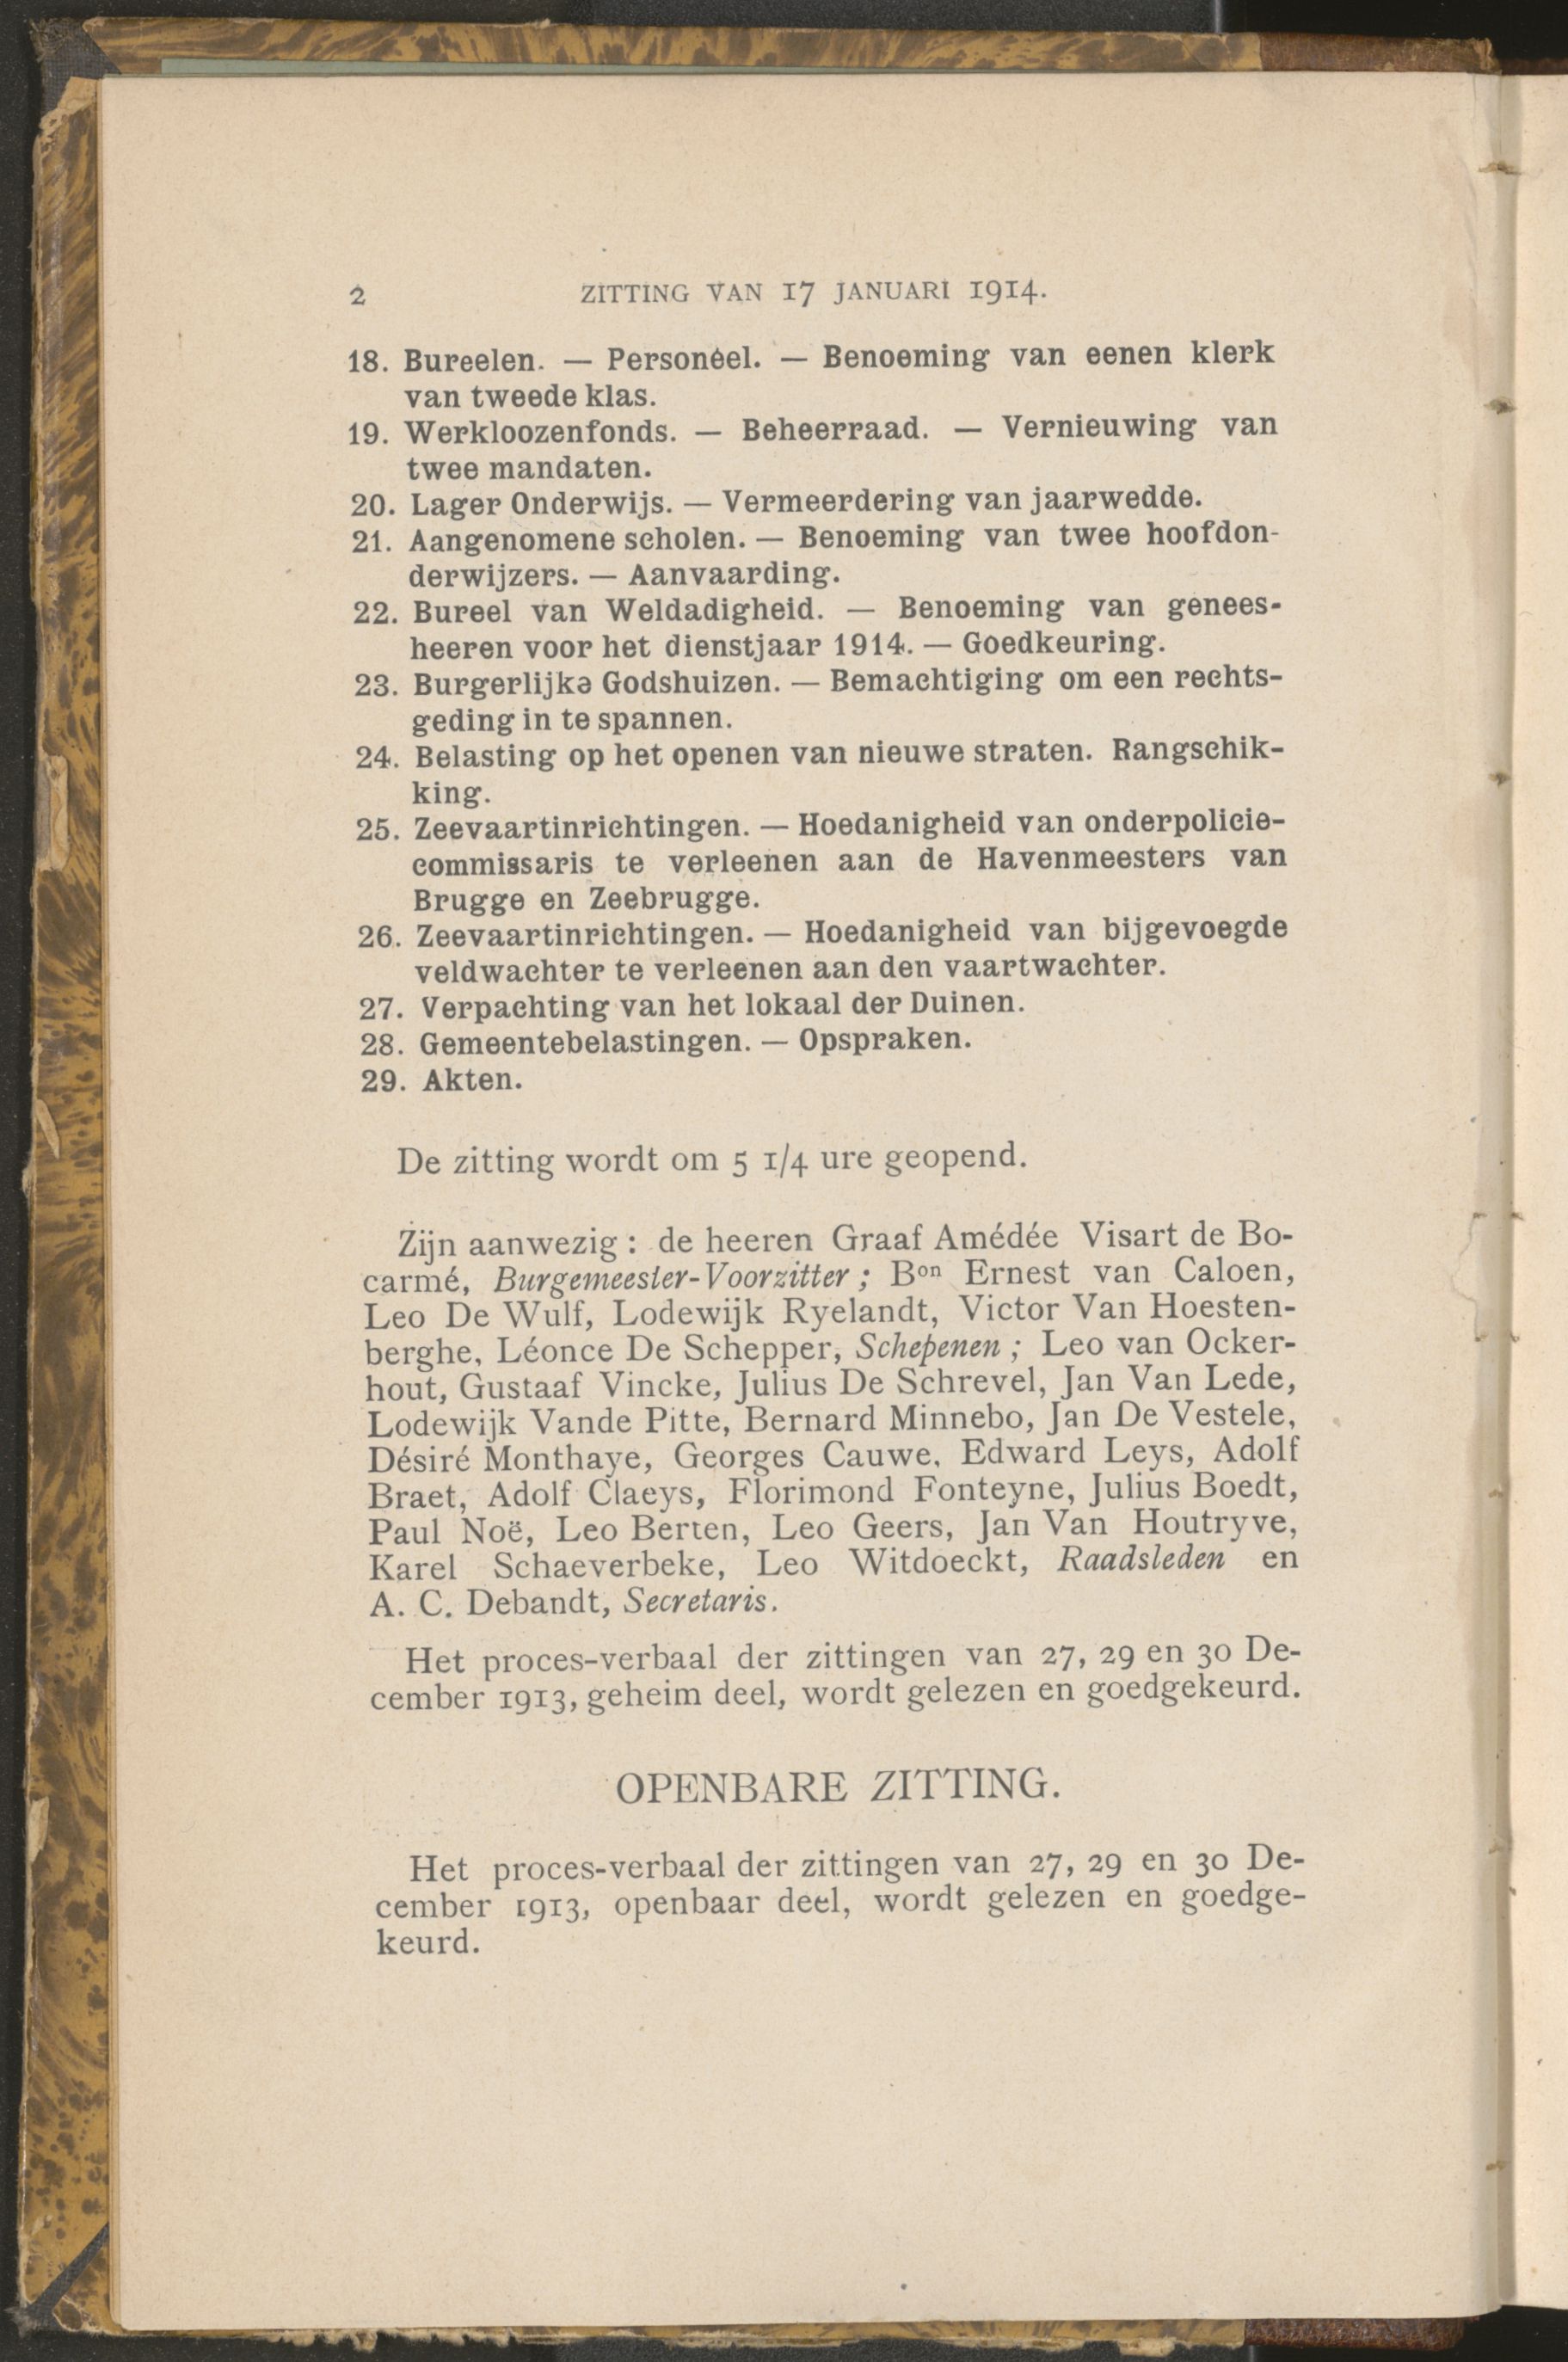 2 ZITTING VAN 17 JANUARI 1914.
18. Bureelen. — Personeel. — Benoeming van eenen klerk
van tweede klas.
19. Werkloozenfonds. — Beheerraad. — Vernieuwing van
twee mandaten.
20. Lager Onderwijs. — Vermeerdering van jaarwedde.
21. Aangenomene scholen. — Benoeming van twee hoofdon-
derwijzers. — Aanvaarding.
22. Bureel van Weldadigheid. — Benoeming van genees-
heeren voor het dienstjaar 1914. — Goedkeuring.
23. Burgerlijke Godshuizen. — Bemachtiging om een rechts-
geding in te spannen.
24. Belasting op het openen van nieuwe straten. Rangschik-
king.
25. Zeevaartinrichtingen. — Hoedanigheid van onderpolicie-
commissaris te verleenen aan de Havenmeesters van
Brugge en Zeebrugge.
26. Zeevaartinrichtingen. — Hoedanigheid van bijgevoegde
veldwachter te verleenen aan den vaartwachter.
27. Verpachting van het lokaal der Duinen.
28. Gemeentebelastingen. — Opspraken.
29. Akten.
De zitting wordt om 5 1/4 ure geopend.
Zijn aanwezig : de heeren Graaf Amédée Visart de Bo-
carmé, Burgemeester-Voorzitter ; Bon Ernest van Caloen,
Leo De Wulf, Lodewijk Ryelandt, Victor Van Hoesten-
berghe, Léonce De Schepper, Schepenen ; Leo van Ocker-
hout, Gustaaf Vincke, Julius De Schrevel, Jan Van Lede,
Lodewijk Vande Pitte, Bernard Minnebo, Jan De Vestele,
Désiré Monthaye, Georges Cauwe, Edward Leys, Adolf
Braet, Adolf Claeys, Florimond Fonteyne, Julius Boedt,
Paul Noë, Leo Berten, Leo Geers, Jan Van Houtryve,
Karel Schaeverbeke, Leo Witdoeckt, Raadsleden en
A. C. Debandt, Secretaris.
Het proces-verbaal der zittingen van 27, 29 en 30 De-
cember 1913, geheim deel, wordt gelezen en goedgekeurd.
OPENBARE ZITTING.
Het proces-verbaal der zittingen van 27, 29 en 30 De-
cember 1913, openbaar deel, wordt gelezen en goedge-
keurd.